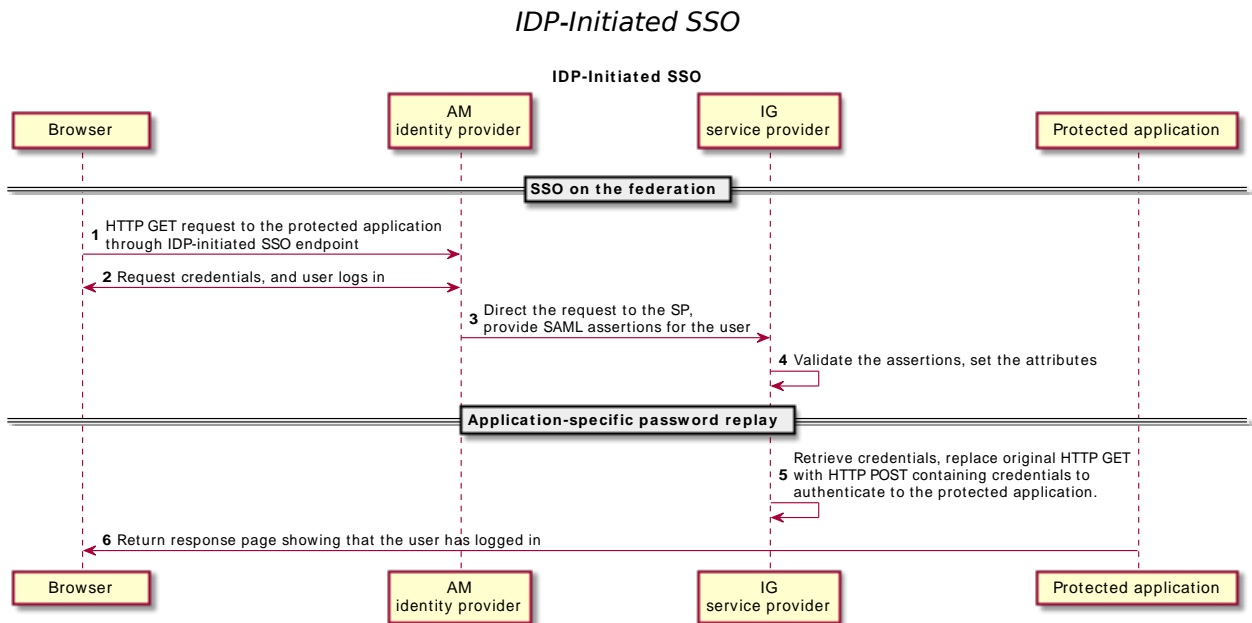 IDP-Initiated SSO
IDP-Initiated SSO
Browser
AM
identity provider
IG
service provider
Protected application
SSO on the federation
1 HTTP GET request to the protected application
through IDP-initiated SSO endpoint
2 Request credentials, and user logs in
3 Direct the request to the SP,
provide SAML assertions for the user
4 Validate the assertions, set the attributes
Application-specific password replay
Retrieve credentials, replace original HTTP GET
5 with HTTP POST containing credentials to
authenticate to the protected application.
6 Return response page showing that the user has logged in
Browser
AM
identity provider
IG
service provider
Protected application